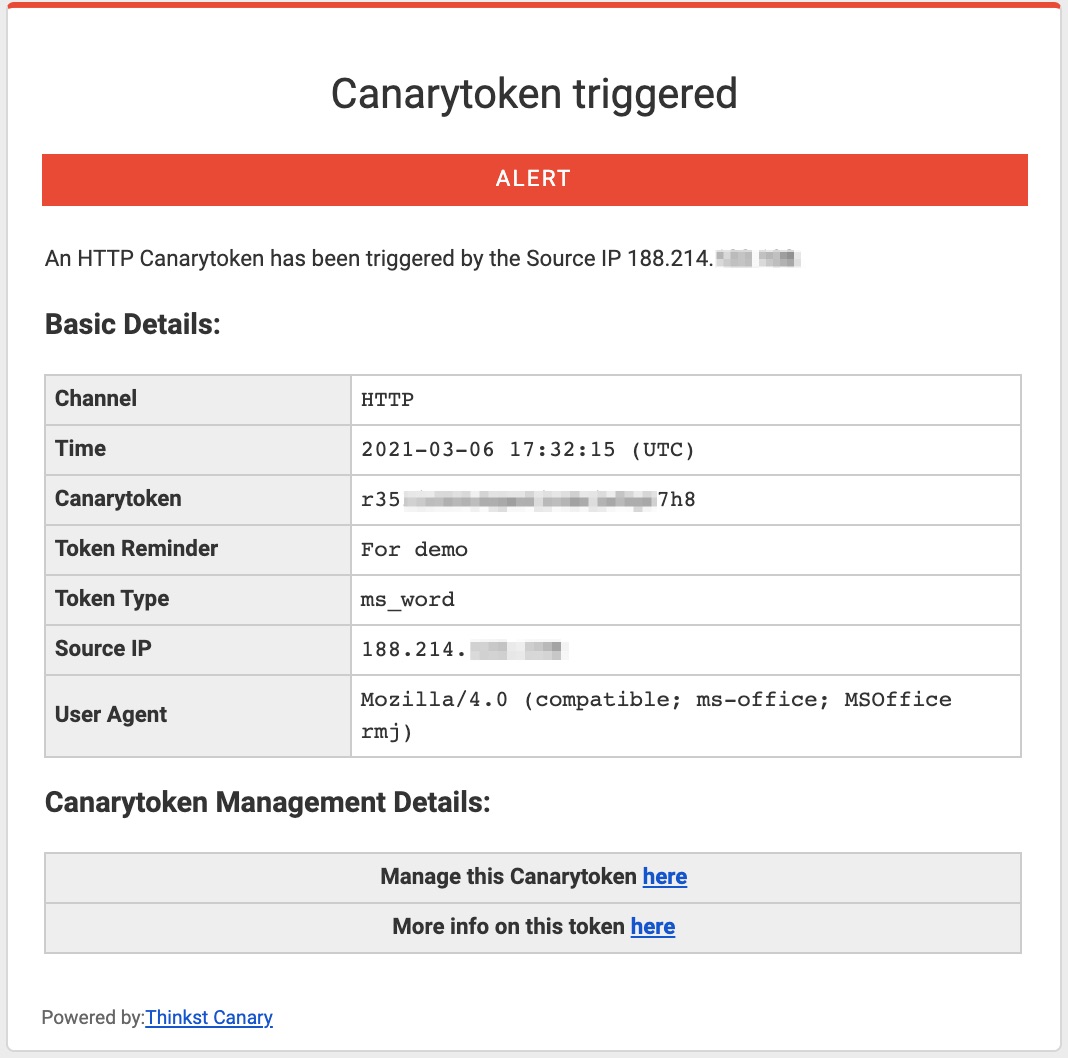 Canarytoken triggered
ALERT
An HTTP Canarytoken has been triggered by the Source IP 188.214.
Basic Details:
Channel HTTP
Time 2021-03-06 17:32:15 (UTC)
Canarytoken r35 7h8
Token Reminder For demo
Token Type ms_word
Source IP 188.214.
User Agent Mozilla/4.0 (compatible; ms-office; MSOffice
rmj)
Canarytoken Management Details:
Manage this Canarytoken here
More info on this token here
Powered by:Thinkst Canary